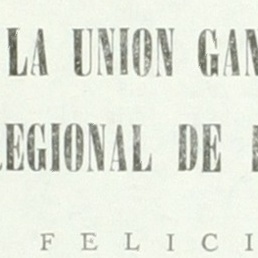 LA UNION GAN
REGIONAL DE
FELICI